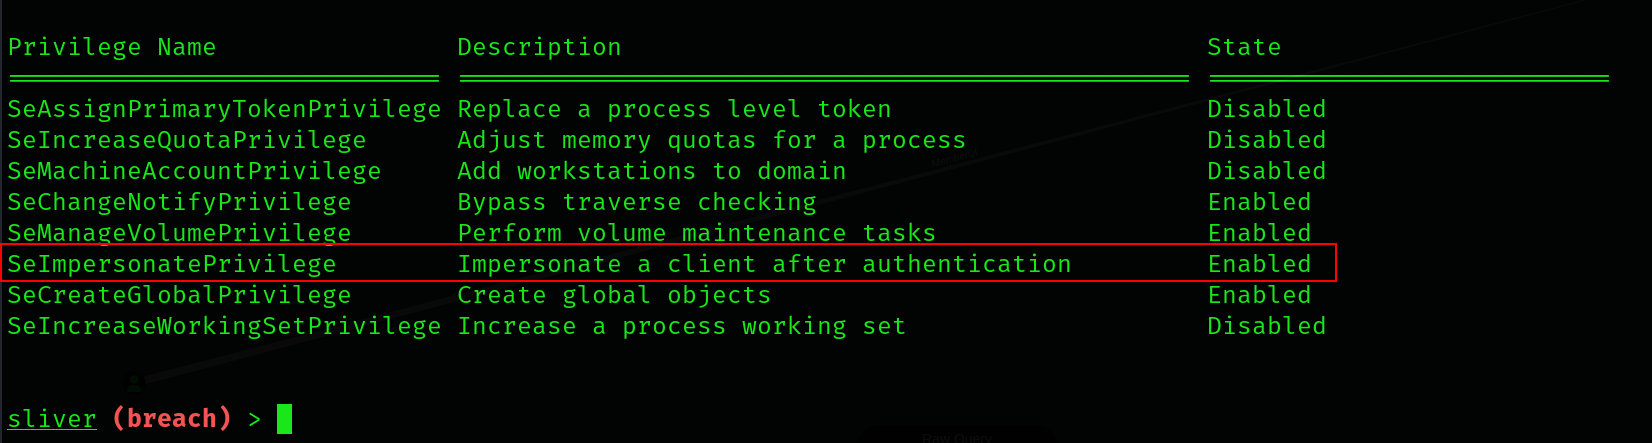 Privilege Name Description State
SeAssignPrimaryTokenPrivilege Replace a process level token Disabled
SeIncreaseQuotaPrivilege Adjust memory quotas for a process Disabled
SeMachineAccountPrivilege Add workstations to domain Disabled
SeChangeNotifyPrivilege Bypass traverse checking Enabled
SeManageVolumePrivilege Perform volume maintenance tasks Enabled
SeImpersonatePrivilege Impersonate a client after authentication Enabled
SeCreateGlobalPrivilege Create global objects Enabled
SeIncreaseWorkingSetPrivilege Increase a process working set Disabled
sliver (breach) >
Raw Query